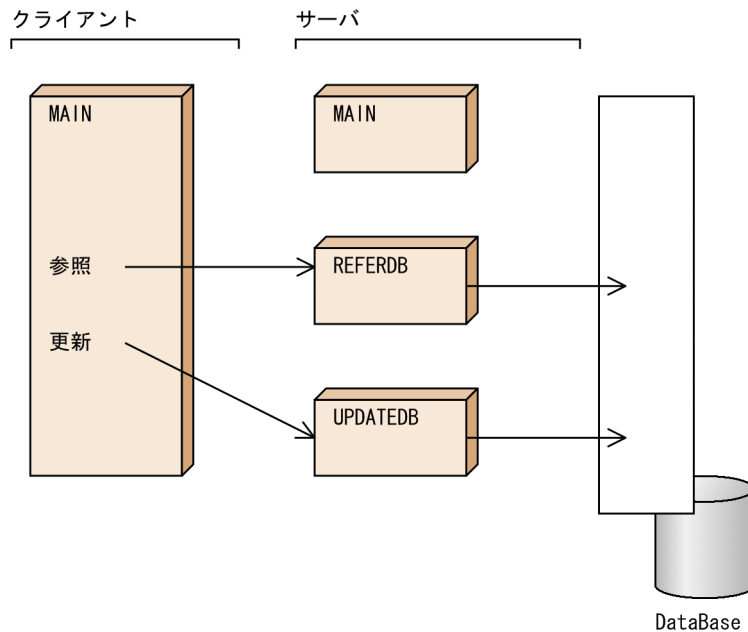 クライアント
サーバ
MAIN
MAIN
参照
REFERDB
更新
UPDATEDB
DataBase